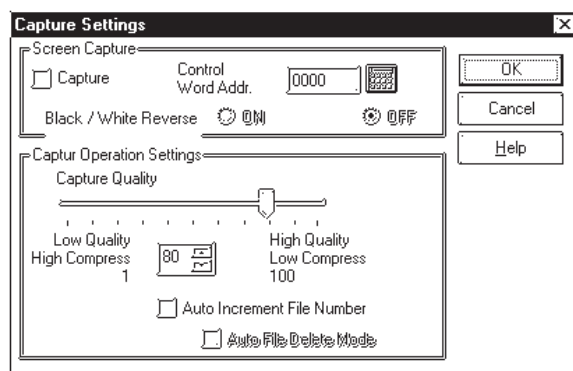 Capture Settings
Screen Capture
Capture
Control
Word Addr.
0000
Black / White Reverse
ON
OFF
Captur Operation Settings
Capture Quality
Low Quality
High Compress
1
80
High Quality
Low Compress
100
Auto Increment File Number
Auto File Delete Mode
OK
Cancel
Help